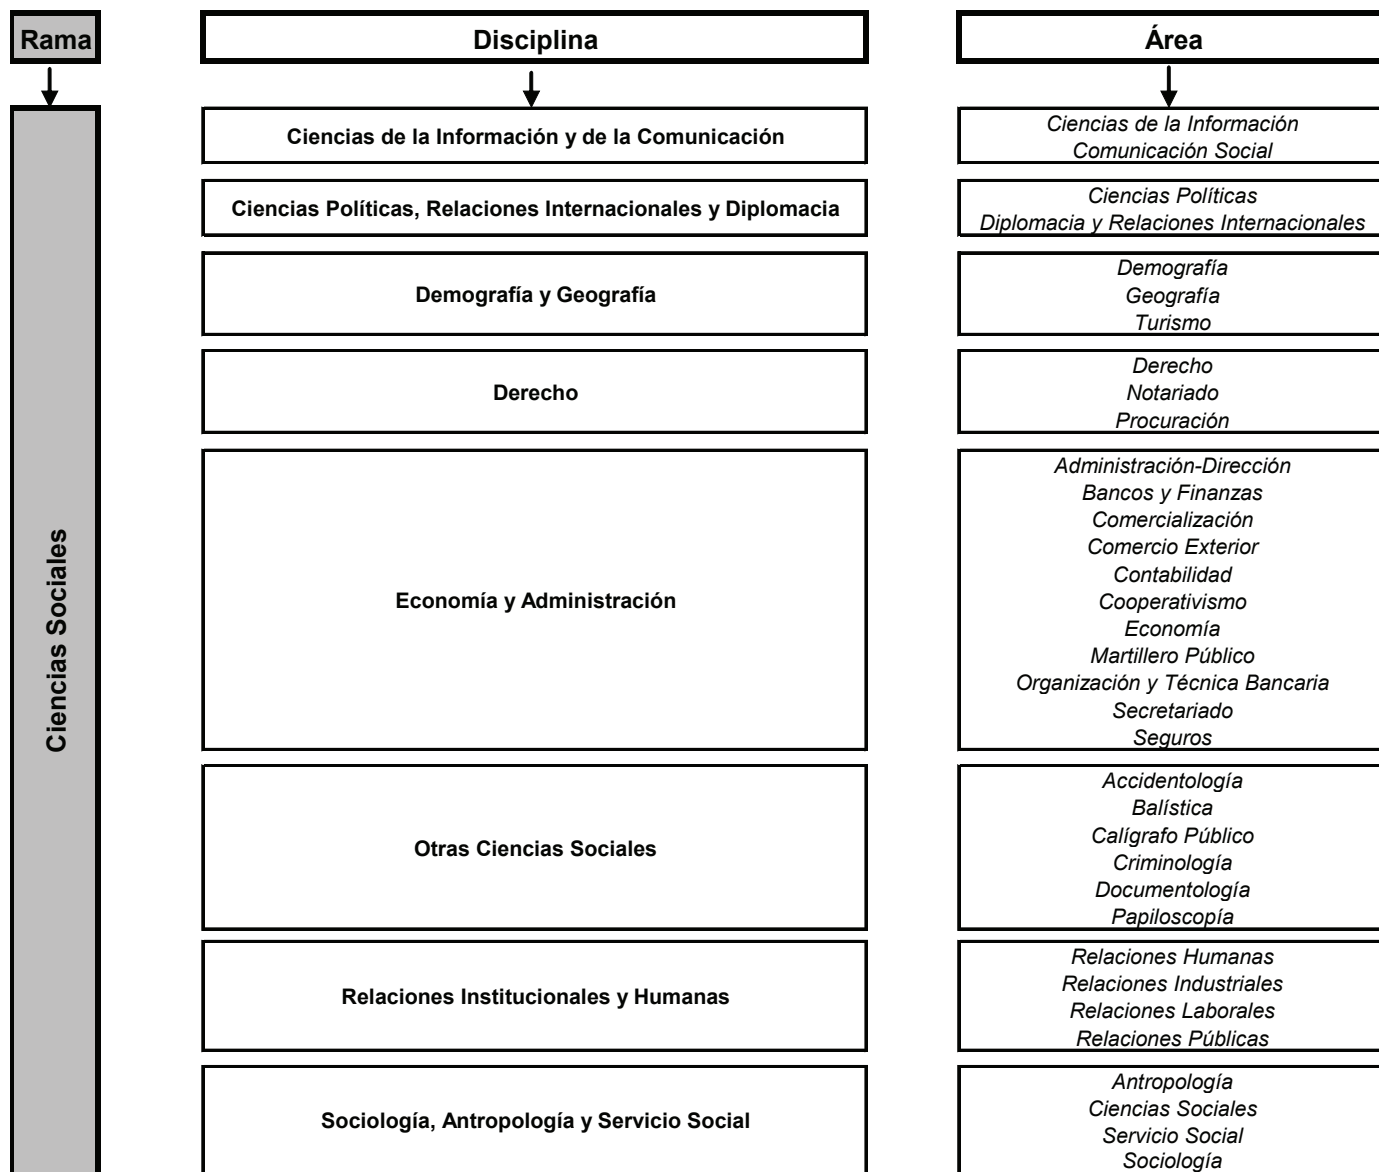 Rama
Disciplina
Área
Ciencias Sociales
Ciencias de la Información y de la Comunicación
Ciencias de la Información
Comunicación Social
Ciencias Políticas, Relaciones Internacionales y Diplomacia
Ciencias Políticas
Diplomacia y Relaciones Internacionales
Demografía y Geografía
Demografía
Geografía
Turismo
Derecho
Derecho
Notariado
Procuración
Economía y Administración
Administración-Dirección
Bancos y Finanzas
Comercialización
Comercio Exterior
Contabilidad
Cooperativismo
Economía
Martillero Público
Organización y Técnica Bancaria
Secretariado
Seguros
Otras Ciencias Sociales
Accidentología
Balística
Calígrafo Público
Criminología
Documentología
Papiloscopía
Relaciones Institucionales y Humanas
Relaciones Humanas
Relaciones Industriales
Relaciones Laborales
Relaciones Públicas
Sociología, Antropología y Servicio Social
Antropología
Ciencias Sociales
Servicio Social
Sociología